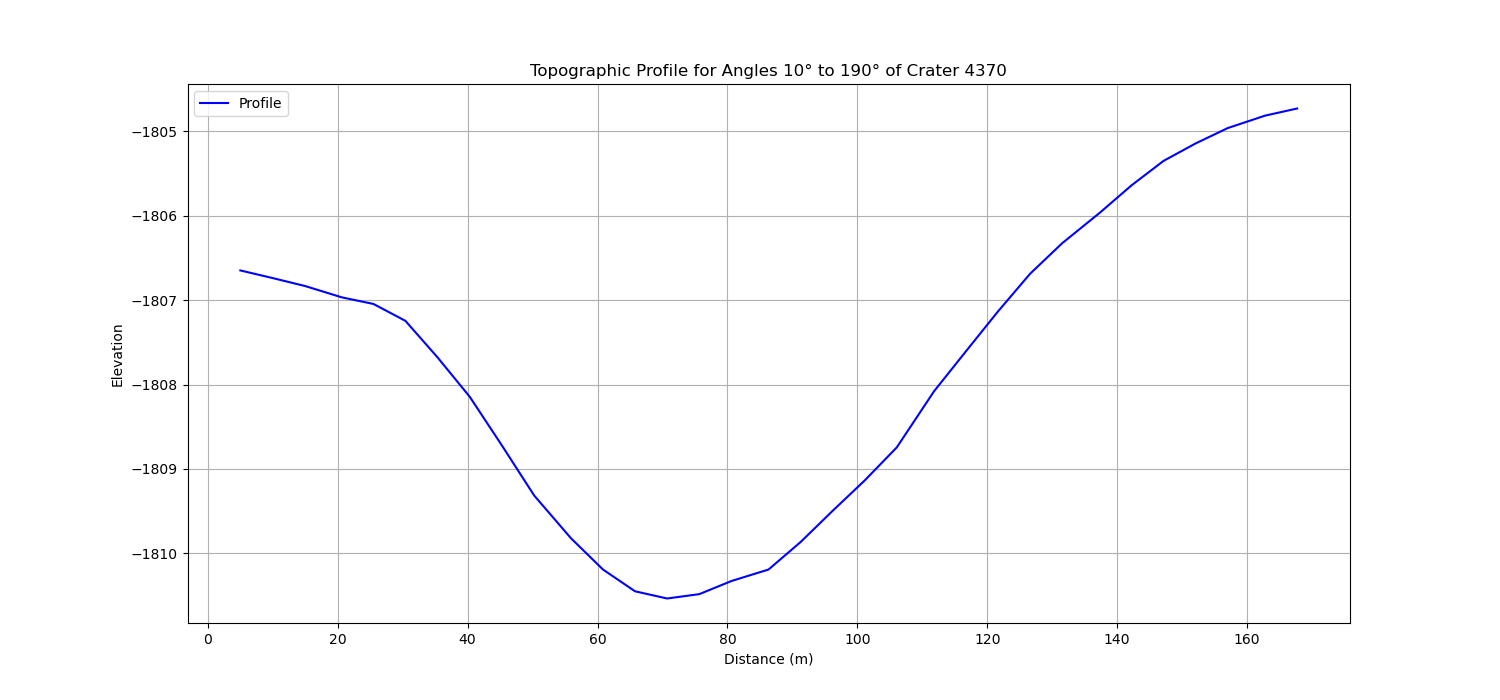 Topographic Profile for Angles 10° to 190° of Crater 4370
Profile
−1805
−1806
−1807
−1808
−1809
−1810
Elevation
0 20 40 60 80 100 120 140 160
Distance (m)